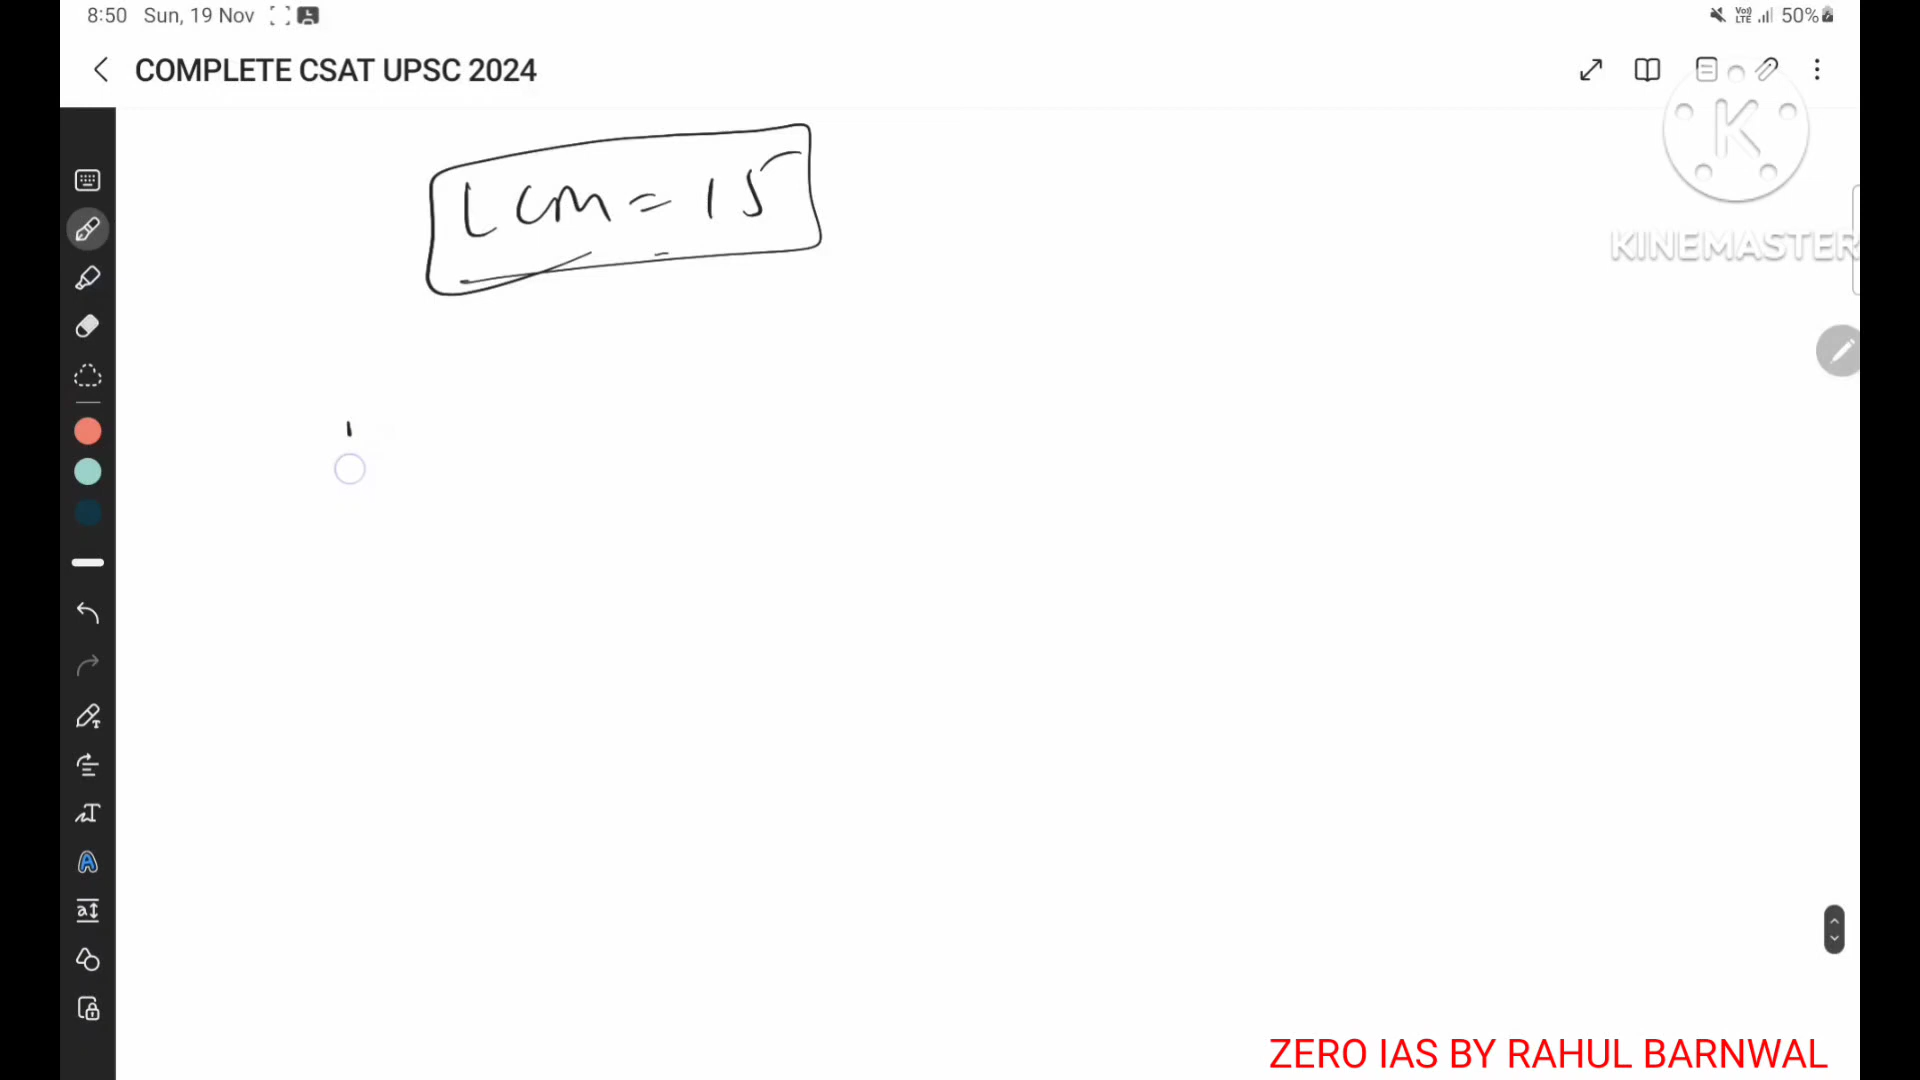 8:50 Sun, 19 Nov
50%
COMPLETE CSAT UPSC 2024
K
KINEMASTER
LCM = 15
ZERO IAS BY RAHUL BARNWAL